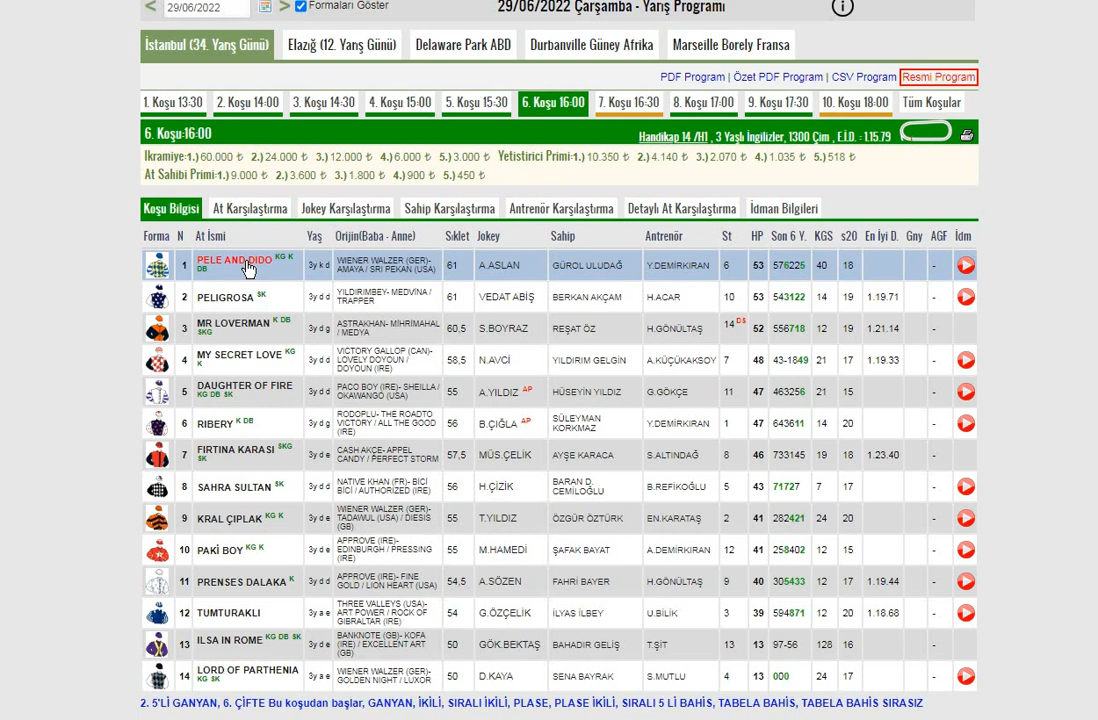 < 29/06/2022 > Formaları Göster 29/06/2022 Çarşamba - Yarış Programı
İstanbul (34. Yarış Günü) Elazığ (12. Yarış Günü) Delaware Park ABD Durbanville Güney Afrika Marseille Borely Fransa
PDF Program | Özet PDF Program | CSV Program Resmi Program
1. Koşu 13:30 2. Koşu 14:00 3. Koşu 14:30 4. Koşu 15:00 5. Koşu 15:30 6. Koşu 16:00 7. Koşu 16:30 8. Koşu 17:00 9. Koşu 17:30 10. Koşu 18:00 Tüm Koşular
6. Koşu:16:00 Handikap 14 /H1 , 3 Yaşlı İngilizler, 1300 Çim , E.İ.D. : 1.15.79
İkramiye:1.) 60.000 ₺ 2.) 24.000 ₺ 3.) 12.000 ₺ 4.) 6.000 ₺ 5.) 3.000 ₺ Yetistirici Primi:1.) 10.350 ₺ 2.) 4.140 ₺ 3.) 2.070 ₺ 4.) 1.035 ₺ 5.) 518 ₺
At Sahibi Primi:1.) 9.000 ₺ 2.) 3.600 ₺ 3.) 1.800 ₺ 4.) 900 ₺ 5.) 450 ₺
Koşu Bilgisi At Karşılaştırma Jokey Karşılaştırma Sahip Karşılaştırma Antrenör Karşılaştırma Detaylı At Karşılaştırma İdman Bilgileri
Forma N At İsmi Yaş Orijin(Baba - Anne) Sıklet Jokey Sahip Antrenör St HP Son 6 Y. KGS s20 En İyi D. Gny AGF İdm
1 PELE AND DIDO KG K DB 3y k d WIENER WALZER (GER)- AMAYA / SRI PEKAN (USA) 61 A.ASLAN GÜROL ULUDAĞ Y.DEMİRKIRAN 6 53 576225 40 18 -
2 PELIGROSA SK 3y d d YILDIRIMBEY- MEDVİNA / TRAPPER 61 VEDAT ABİŞ BERKAN AKÇAM H.ACAR 10 53 543122 14 19 1.19.71 -
3 MR LOVERMAN K DB SKG 3y d g ASTRAKHAN- MİHRİMAHAL / MEDYA 60,5 S.BOYRAZ REŞAT ÖZ H.GÖNÜLTAŞ 14 DS 52 556718 12 19 1.21.14 -
4 MY SECRET LOVE KG K 3y d d VICTORY GALLOP (CAN)- LOVELY DOYOUN / DOYOUN (IRE) 58,5 N.AVCİ YILDIRIM GELGİN A.KÜÇÜKAKSOY 7 48 43-1849 21 17 1.19.33 -
5 DAUGHTER OF FIRE KG DB SK 3y d d PACO BOY (IRE)- SHEILLA / OKAWANGO (USA) 55 A.YILDIZ AP HÜSEYİN YILDIZ G.GÖKÇE 11 47 463256 21 15 -
6 RIBERY K DB 3y d g RODOPLU- THE ROADTO VICTORY / ALL THE GOOD (IRE) 56 B.ÇIĞLA AP SÜLEYMAN KORKMAZ Y.DEMİRKIRAN 1 47 643611 14 20 -
7 FIRTINA KARASI SKG SK 3y d e CASH AKÇE- APPEL CANDY / PERFECT STORM 57,5 MÜS.ÇELİK AYŞE KARACA S.ALTINDAĞ 8 46 733145 19 18 1.23.40 -
8 SAHRA SULTAN SK 3y d d NATIVE KHAN (FR)- BİCİ BİCİ / AUTHORIZED (IRE) 56 H.ÇİZİK BARAN D. CEMİLOĞLU B.REFİKOĞLU 5 43 71727 7 17 -
9 KRAL ÇIPLAK KG K 3y d e WIENER WALZER (GER)- TADAWUL (USA) / DIESIS (GB) 55 T.YILDIZ ÖZGÜR ÖZTÜRK EN.KARATAŞ 2 41 282421 24 20 -
10 PAKİ BOY KG K 3y d e APPROVE (IRE)- EDINBURGH / PRESSING (IRE) 55 M.HAMEDİ ŞAFAK BAYAT A.DEMİRKIRAN 12 41 258402 12 15 -
11 PRENSES DALAKA K 3y d d APPROVE (IRE)- FINE GOLD / LION HEART (USA) 54,5 A.SÖZEN FAHRİ BAYER H.GÖNÜLTAŞ 9 40 305433 12 17 1.19.44 -
12 TUMTURAKLI 3y a e THREE VALLEYS (USA)- ART POWER / ROCK OF GIBRALTAR (IRE) 54 G.ÖZÇELİK İLYAS İLBEY U.BİLİK 3 39 594871 12 20 1.18.68 -
13 ILSA IN ROME KG DB SK 3y a e BANKNOTE (GB)- KOFA (IRE) / EXCELLENT ART (GB) 50 GÖK.BEKTAŞ BAHADIR GELİŞ T.ŞİT 13 13 97-56 128 16 -
14 LORD OF PARTHENIA KG SK 3y a e WIENER WALZER (GER)- GOLDEN NIGHT / LUXOR 50 D.KAYA SENA BAYRAK S.MUTLU 4 13 000 24 17 -
2. 5'Lİ GANYAN, 6. ÇİFTE Bu koşudan başlar, GANYAN, İKİLİ, SIRALI İKİLİ, PLASE, PLASE İKİLİ, SIRALI 5 Lİ BAHİS, TABELA BAHİS, TABELA BAHİS SIRASIZ